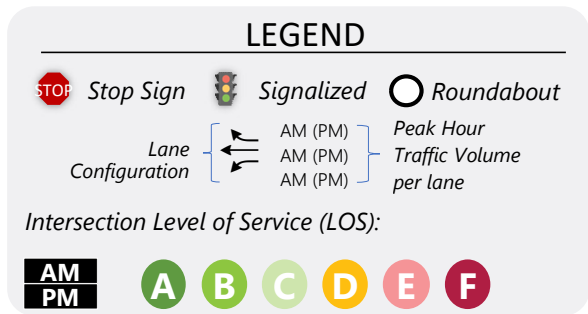 LEGEND
STOP Stop Sign Signalized Roundabout
Lane Configuration
AM (PM)
AM (PM)
AM (PM)
Peak Hour
Traffic Volume
per lane
Intersection Level of Service (LOS):
AM
PM
A B C D E F